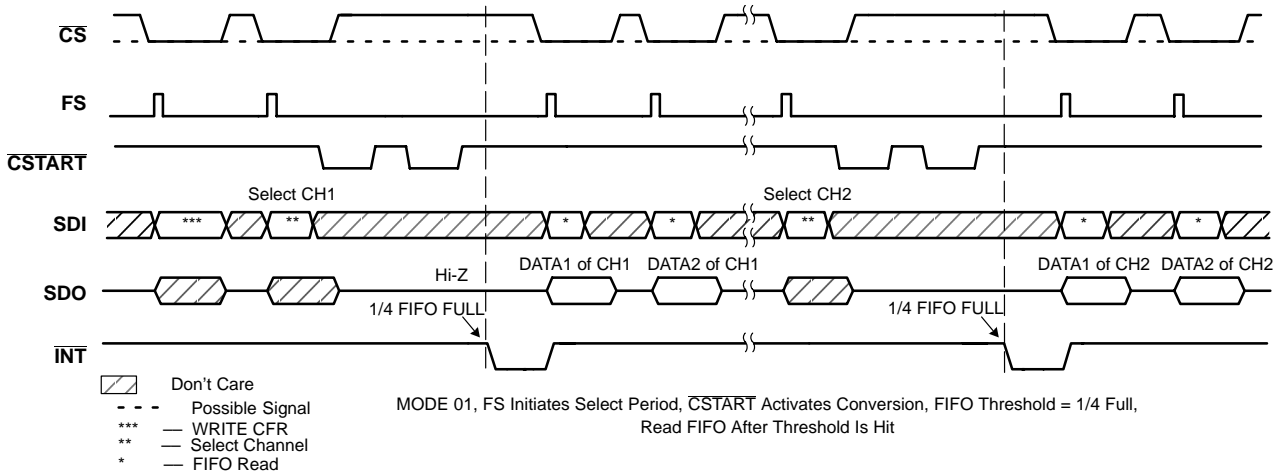 CS
FS
CSTART
Select CH1
Select CH2
SDI
***
**
*
*
**
*
*
Hi-Z
DATA1 of CH1
DATA2 of CH1
DATA1 of CH2
DATA2 of CH2
SDO
1/4 FIFO FULL
1/4 FIFO FULL
INT
Don't Care
- - - Possible Signal
*** — WRITE CFR
** — Select Channel
* — FIFO Read
MODE 01, FS Initiates Select Period, CSTART Activates Conversion, FIFO Threshold = 1/4 Full,
Read FIFO After Threshold Is Hit